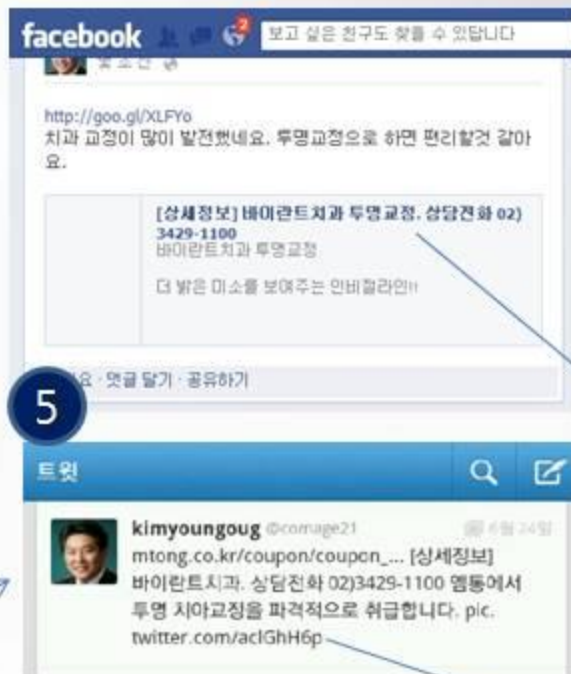 facebook
2
보고 싶은 친구도 찾을 수 있답니다
http://goo.gl/XLFYo
치과 교정이 많이 발전했네요. 투명교정으로 하면 편리할것 같아
요.
[상세정보] 바이란트치과 투명교정. 상담전화 02)
3429-1100
바이란트치과 투명교정
더 밝은 미소를 보여주는 인비절라인!!
요 · 댓글 달기 · 공유하기
5
트윗
kimyoungoug @comage21 6월 24일
mtong.co.kr/coupon/coupon_... [상세정보]
바이란트치과. 상담전화 02)3429-1100 엠통에서
투명 치아교정을 파격적으로 취급합니다. pic.
twitter.com/aclGhH6p